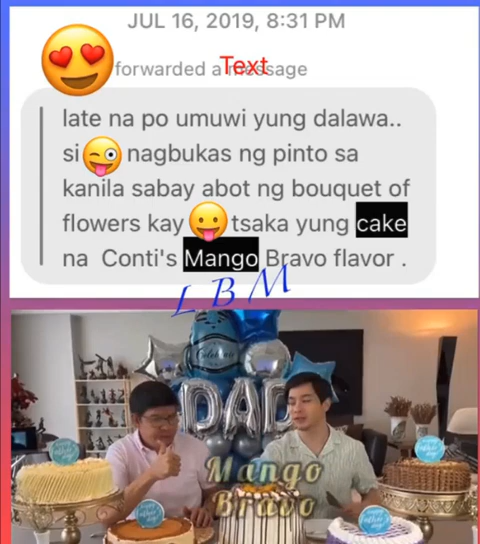 JUL 16, 2019, 8:31 PM
forwarded a message
Text
late na po umuwi yung dalawa..
si nagbukas ng pinto sa
kanila sabay abot ng bouquet of
flowers kay tsaka yung cake
na Conti's Mango Bravo flavor .
LBM
Celebrate
DAD
Mango
Bravo